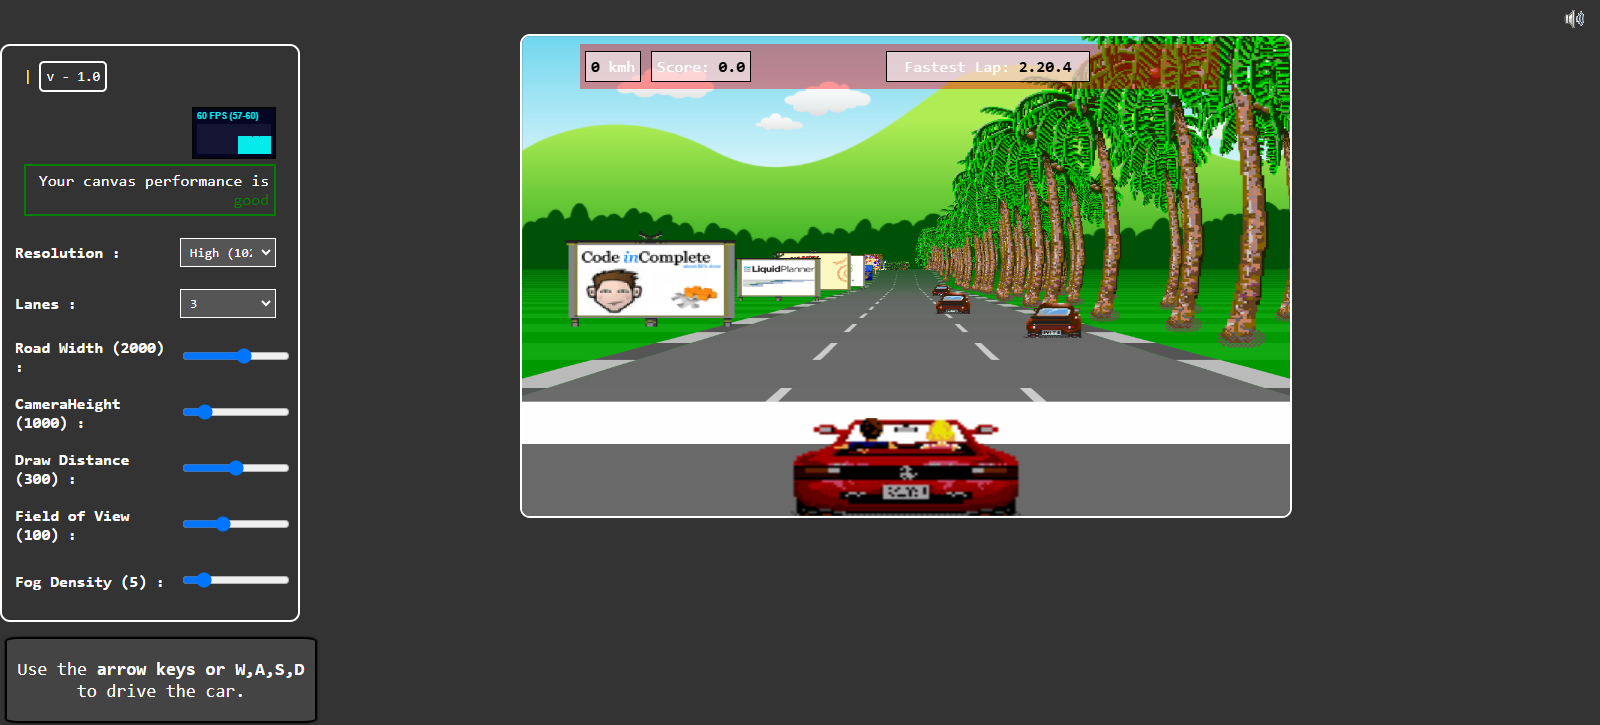 | v - 1.0
60 FPS (57-60)
Your canvas performance is
good
Resolution :
High (102
Lanes :
3
Road Width (2000)
:
CameraHeight
(1000) :
Draw Distance
(300) :
Field of View
(100) :
Fog Density (5) :
Use the arrow keys or W,A,S,D
to drive the car.
0 kmh
Score: 0.0
Fastest Lap: 2.20.4
Code inComplete
LiquidPlanner